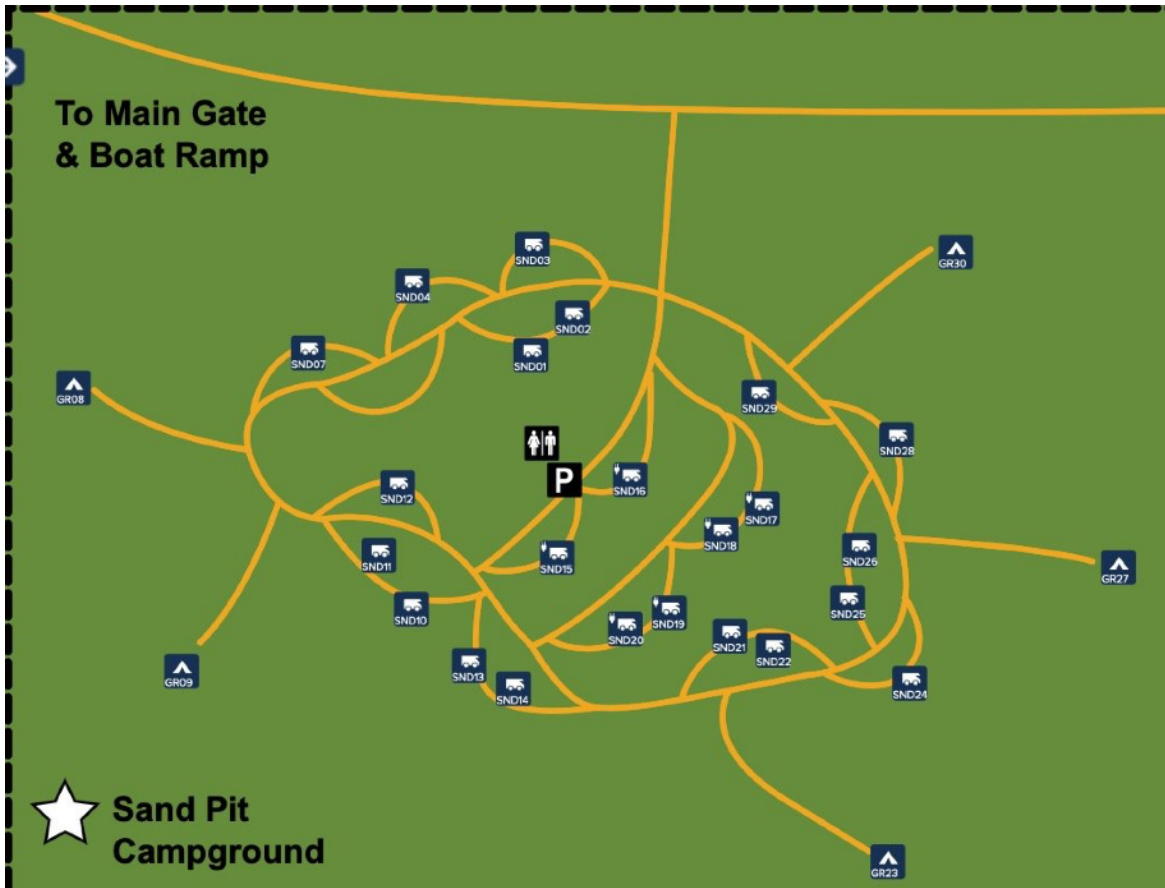 To Main Gate
& Boat Ramp
SND03
GR30
SND04
SND02
SND01
SND07
GR08
SND29
SND28
SND16
P
SND12
SND17
SND18
SND11
SND15
SND26
GR27
SND10
SND25
SND19
SND20
SND21
SND22
SND13
GR09
SND14
SND24
Sand Pit
Campground
GR23